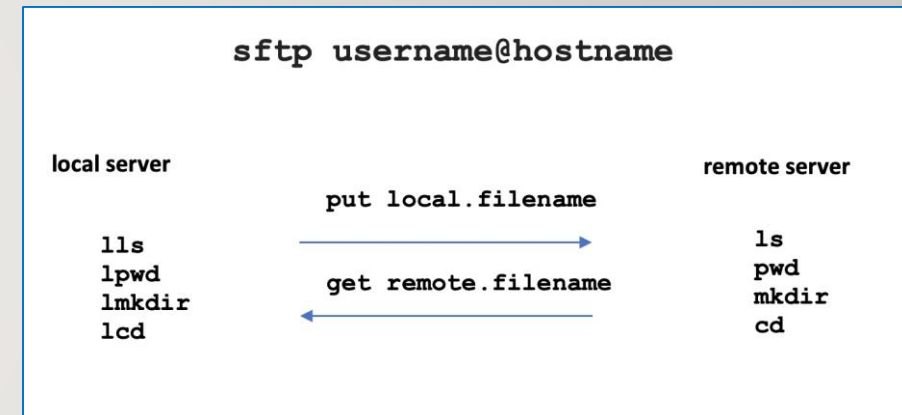 sftp username@hostname
local server
remote server
put local.filename
lls
lpwd
lmkdir
lcd
get remote.filename
ls
pwd
mkdir
cd